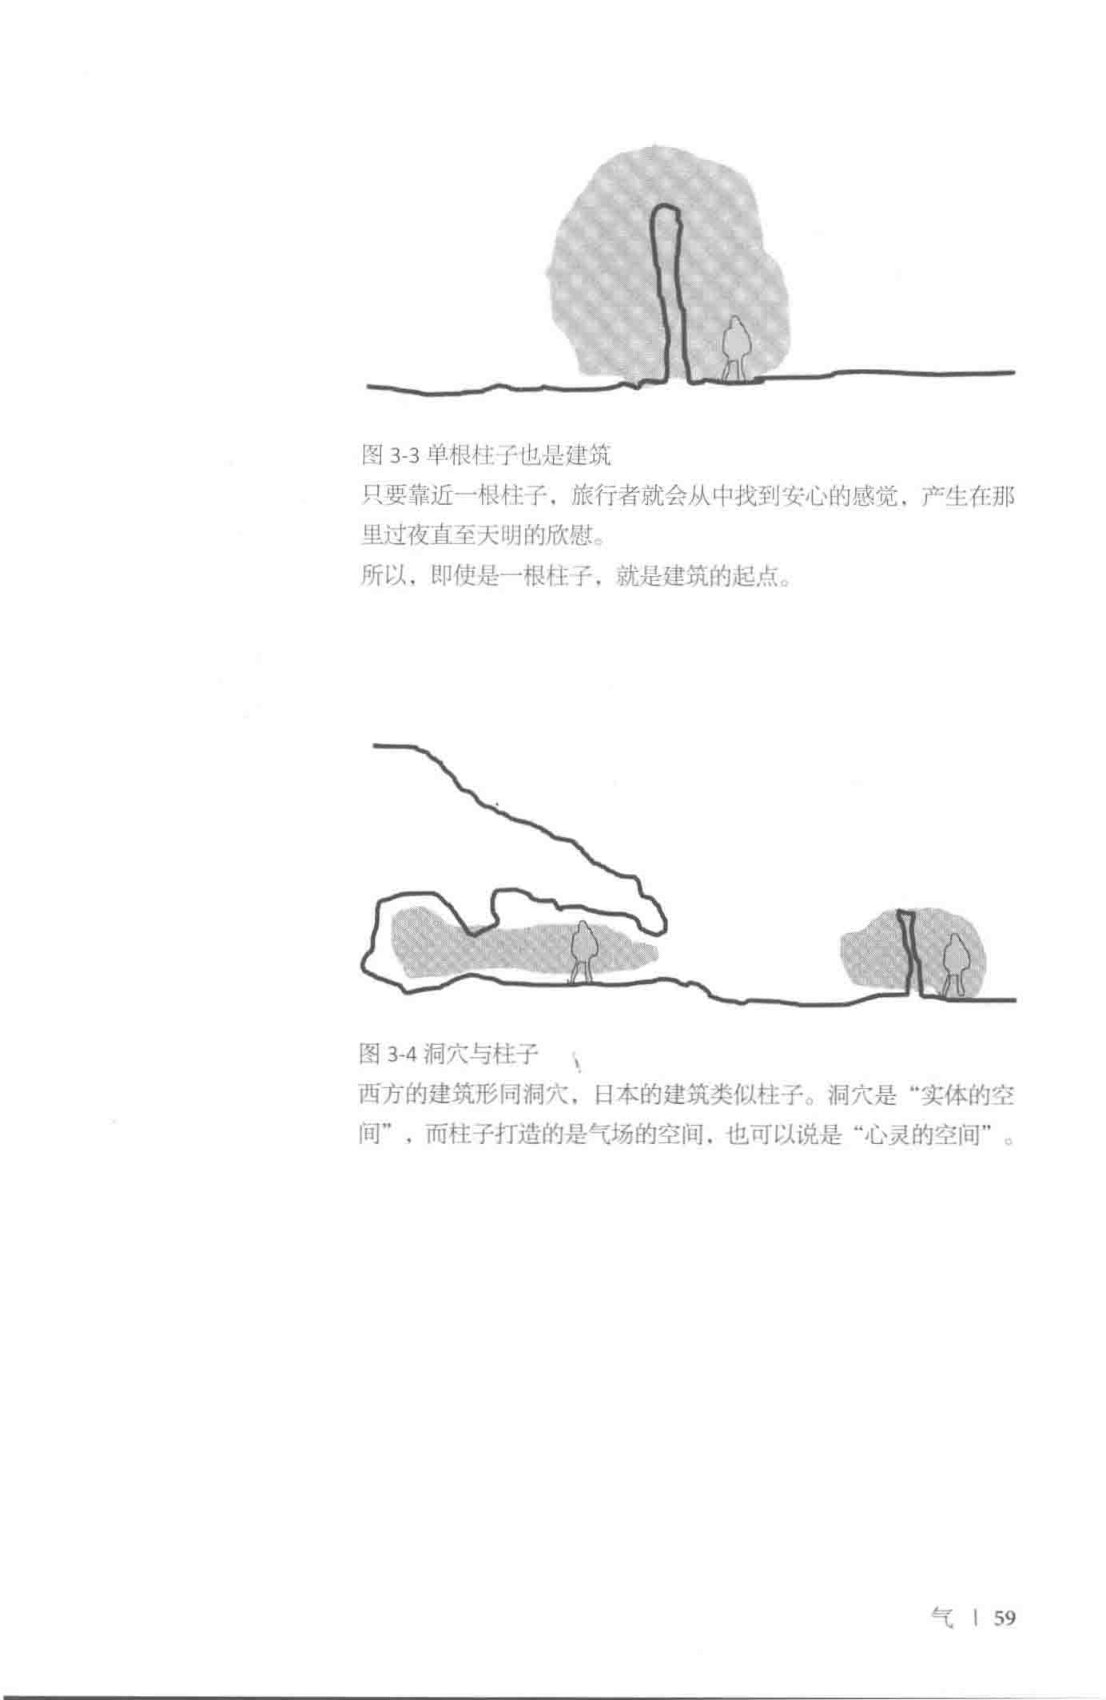 图 3-3 单根柱子也是建筑
只要靠近一根柱子，旅行者就会从中找到安心的感觉，产生在那
里过夜直至天明的欣慰。
所以，即使是一根柱子，就是建筑的起点。
图 3-4 洞穴与柱子
西方的建筑形同洞穴，日本的建筑类似柱子。洞穴是“实体的空
间”，而柱子打造的是气场的空间，也可以说是“心灵的空间”。
气 | 59